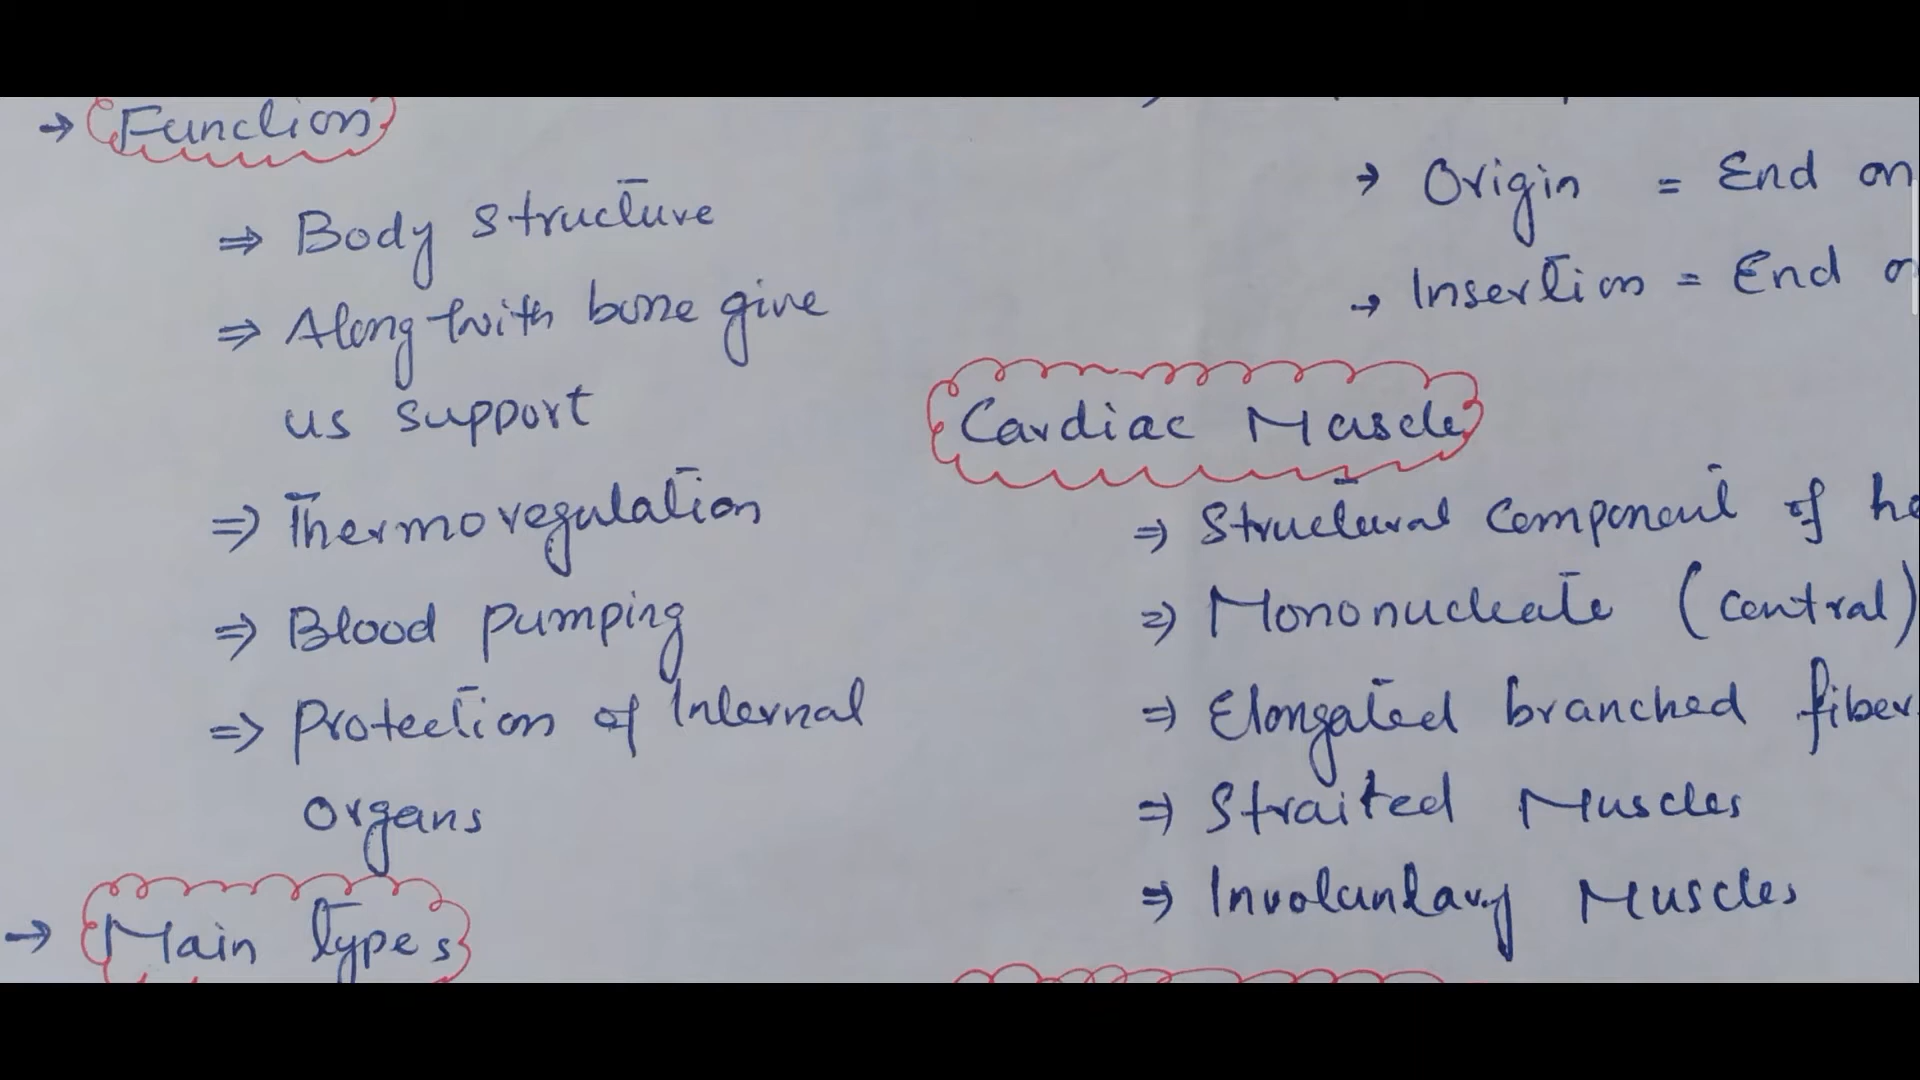 → Function
⇒ Body structure
⇒ Along with bone give
us support
⇒ Thermoregulation
⇒ Blood pumping
⇒ Protection of Internal
Organs
→ Main types
→ Origin = End on
→ Insertion = End
Cardiac Muscle
⇒ Structural component of
⇒ Mononucleate (central)
⇒ Elongated branched fiber
⇒ Straited Muscles
⇒ Involuntary Muscles